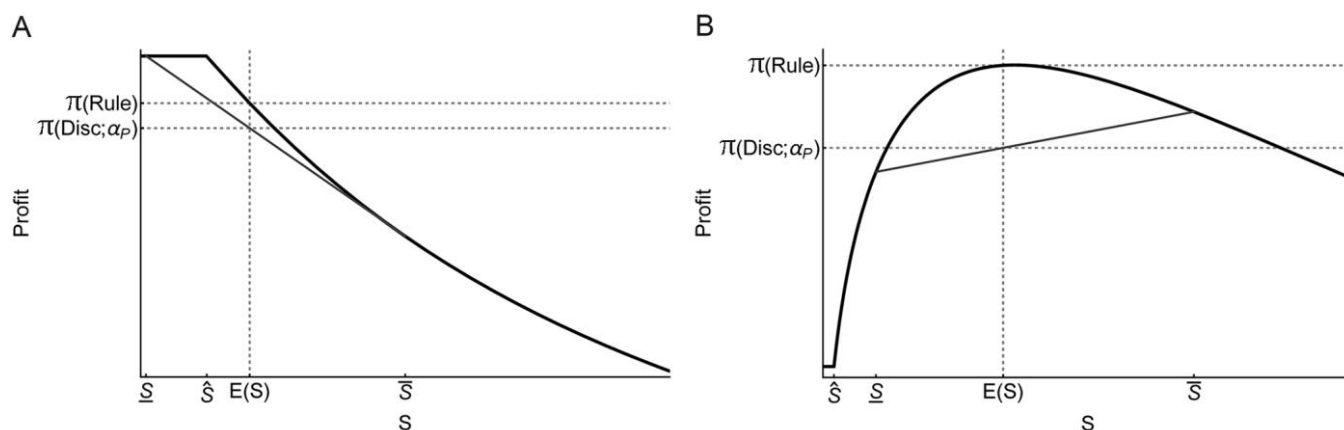 A
π(Rule)
π(Disc;αP)
Profit
S
Ŝ
E(S)
S̅
S
B
π(Rule)
π(Disc;αP)
Profit
Ŝ
S
E(S)
S̅
S